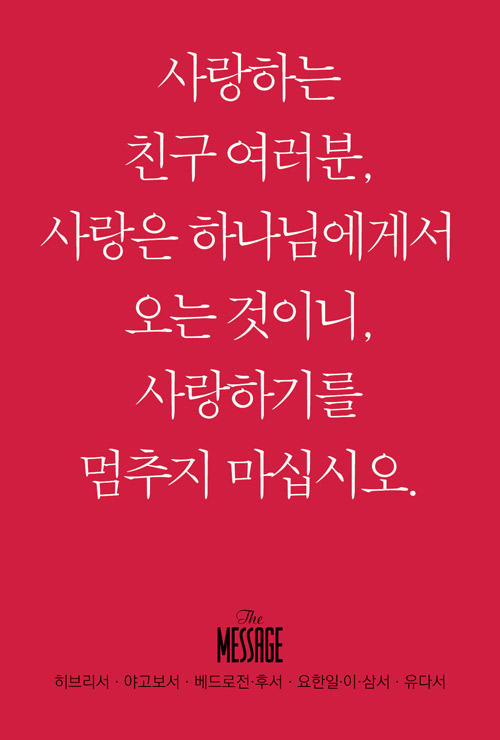 사랑하는
친구 여러분,
사랑은 하나님에게서
오는 것이니,
사랑하기를
멈추지 마십시오.
The
MESSAGE
히브리서 · 야고보서 · 베드로전·후서 · 요한일·이·삼서 · 유다서